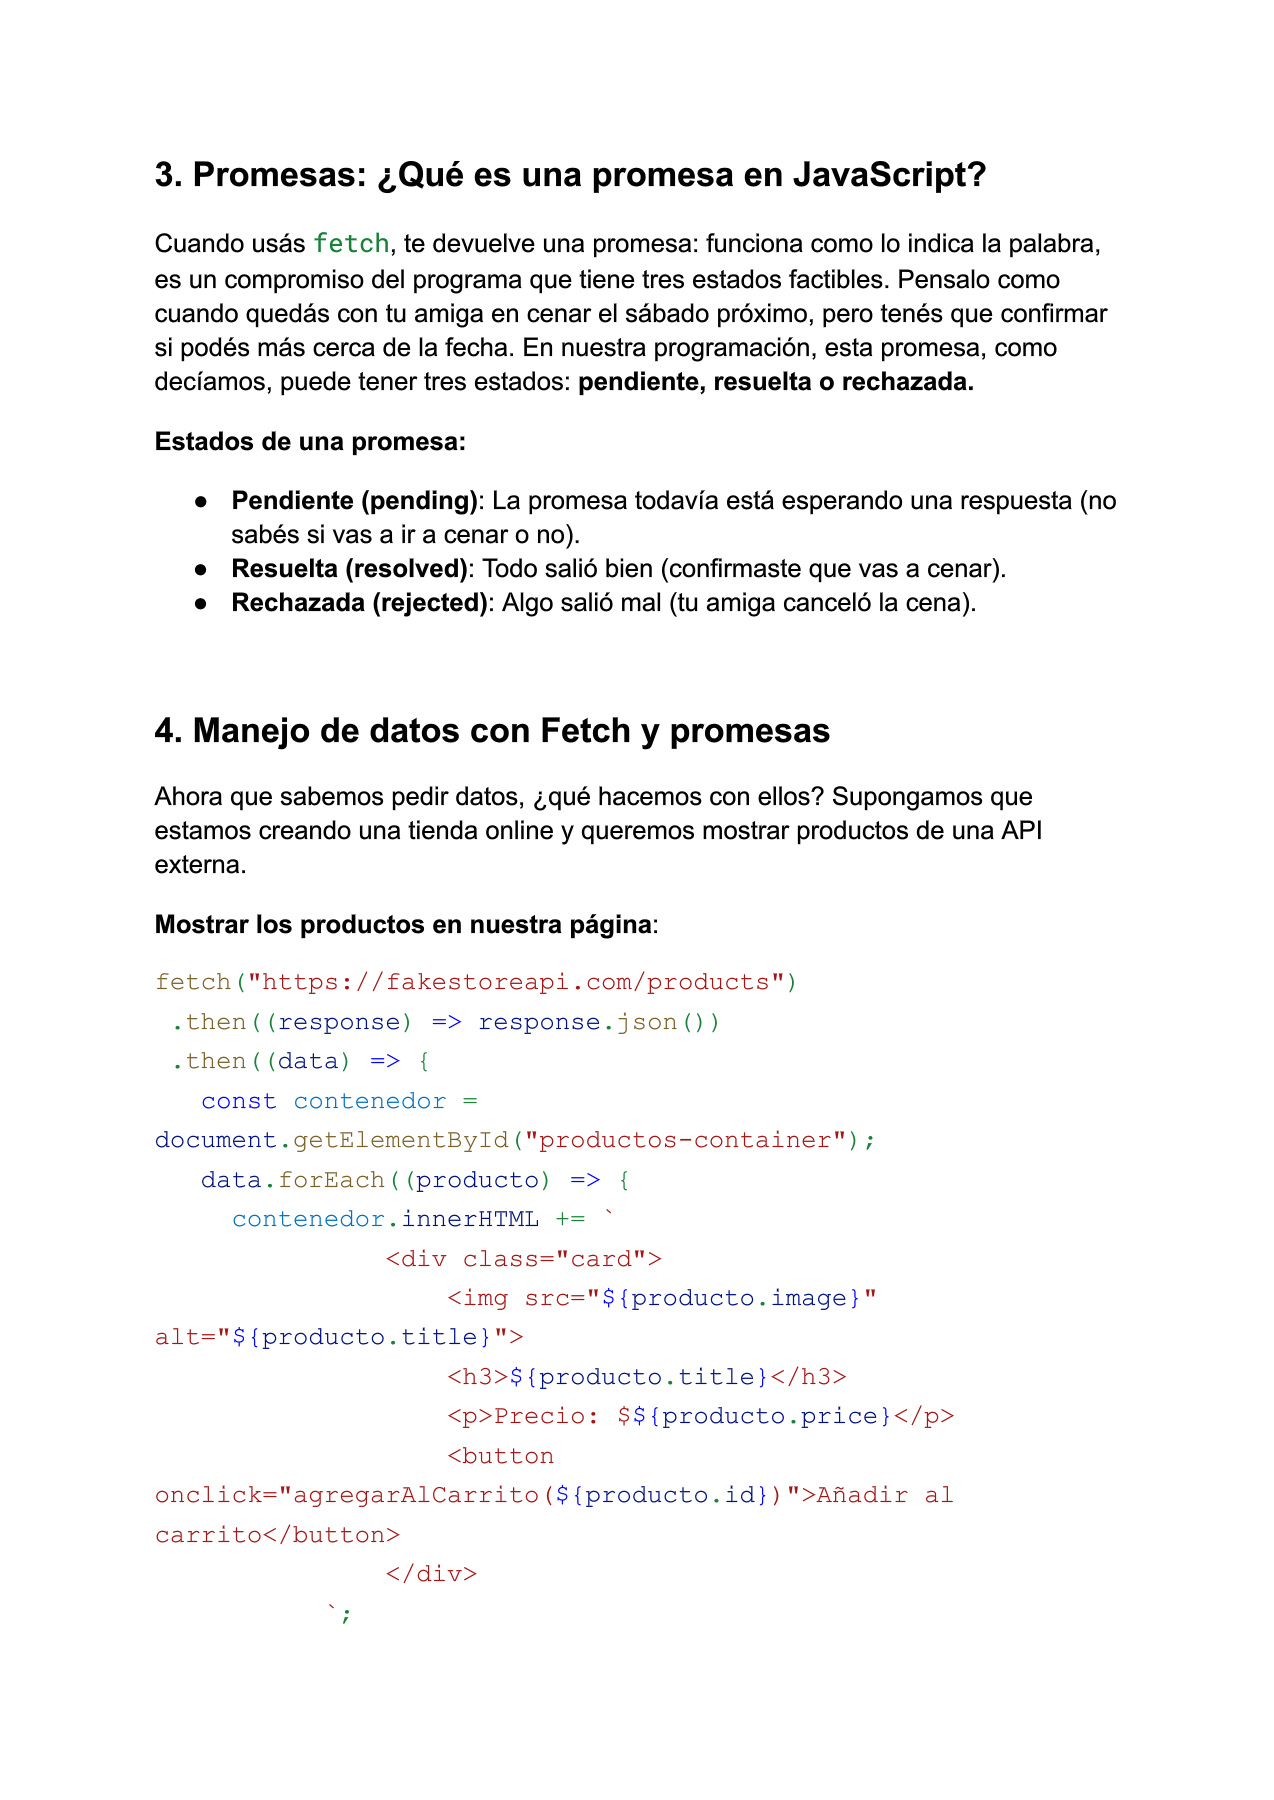 3. Promesas: ¿Qué es una promesa en JavaScript?
Cuando usás fetch, te devuelve una promesa: funciona como lo indica la palabra,
es un compromiso del programa que tiene tres estados factibles. Pensalo como
cuando quedás con tu amiga en cenar el sábado próximo, pero tenés que confirmar
si podés más cerca de la fecha. En nuestra programación, esta promesa, como
decíamos, puede tener tres estados: pendiente, resuelta o rechazada.
Estados de una promesa:
● Pendiente (pending): La promesa todavía está esperando una respuesta (no
sabés si vas a ir a cenar o no).
● Resuelta (resolved): Todo salió bien (confirmaste que vas a cenar).
● Rechazada (rejected): Algo salió mal (tu amiga canceló la cena).
4. Manejo de datos con Fetch y promesas
Ahora que sabemos pedir datos, ¿qué hacemos con ellos? Supongamos que
estamos creando una tienda online y queremos mostrar productos de una API
externa.
Mostrar los productos en nuestra página:
fetch("https://fakestoreapi.com/products")
.then((response) => response.json())
.then((data) => {
const contenedor =
document.getElementById("productos-container");
data.forEach((producto) => {
contenedor.innerHTML += `
<div class="card">
<img src="${producto.image}"
alt="${producto.title}">
<h3>${producto.title}</h3>
<p>Precio: $${producto.price}</p>
<button
onclick="agregarAlCarrito(${producto.id})">Añadir al
carrito</button>
</div>
`;